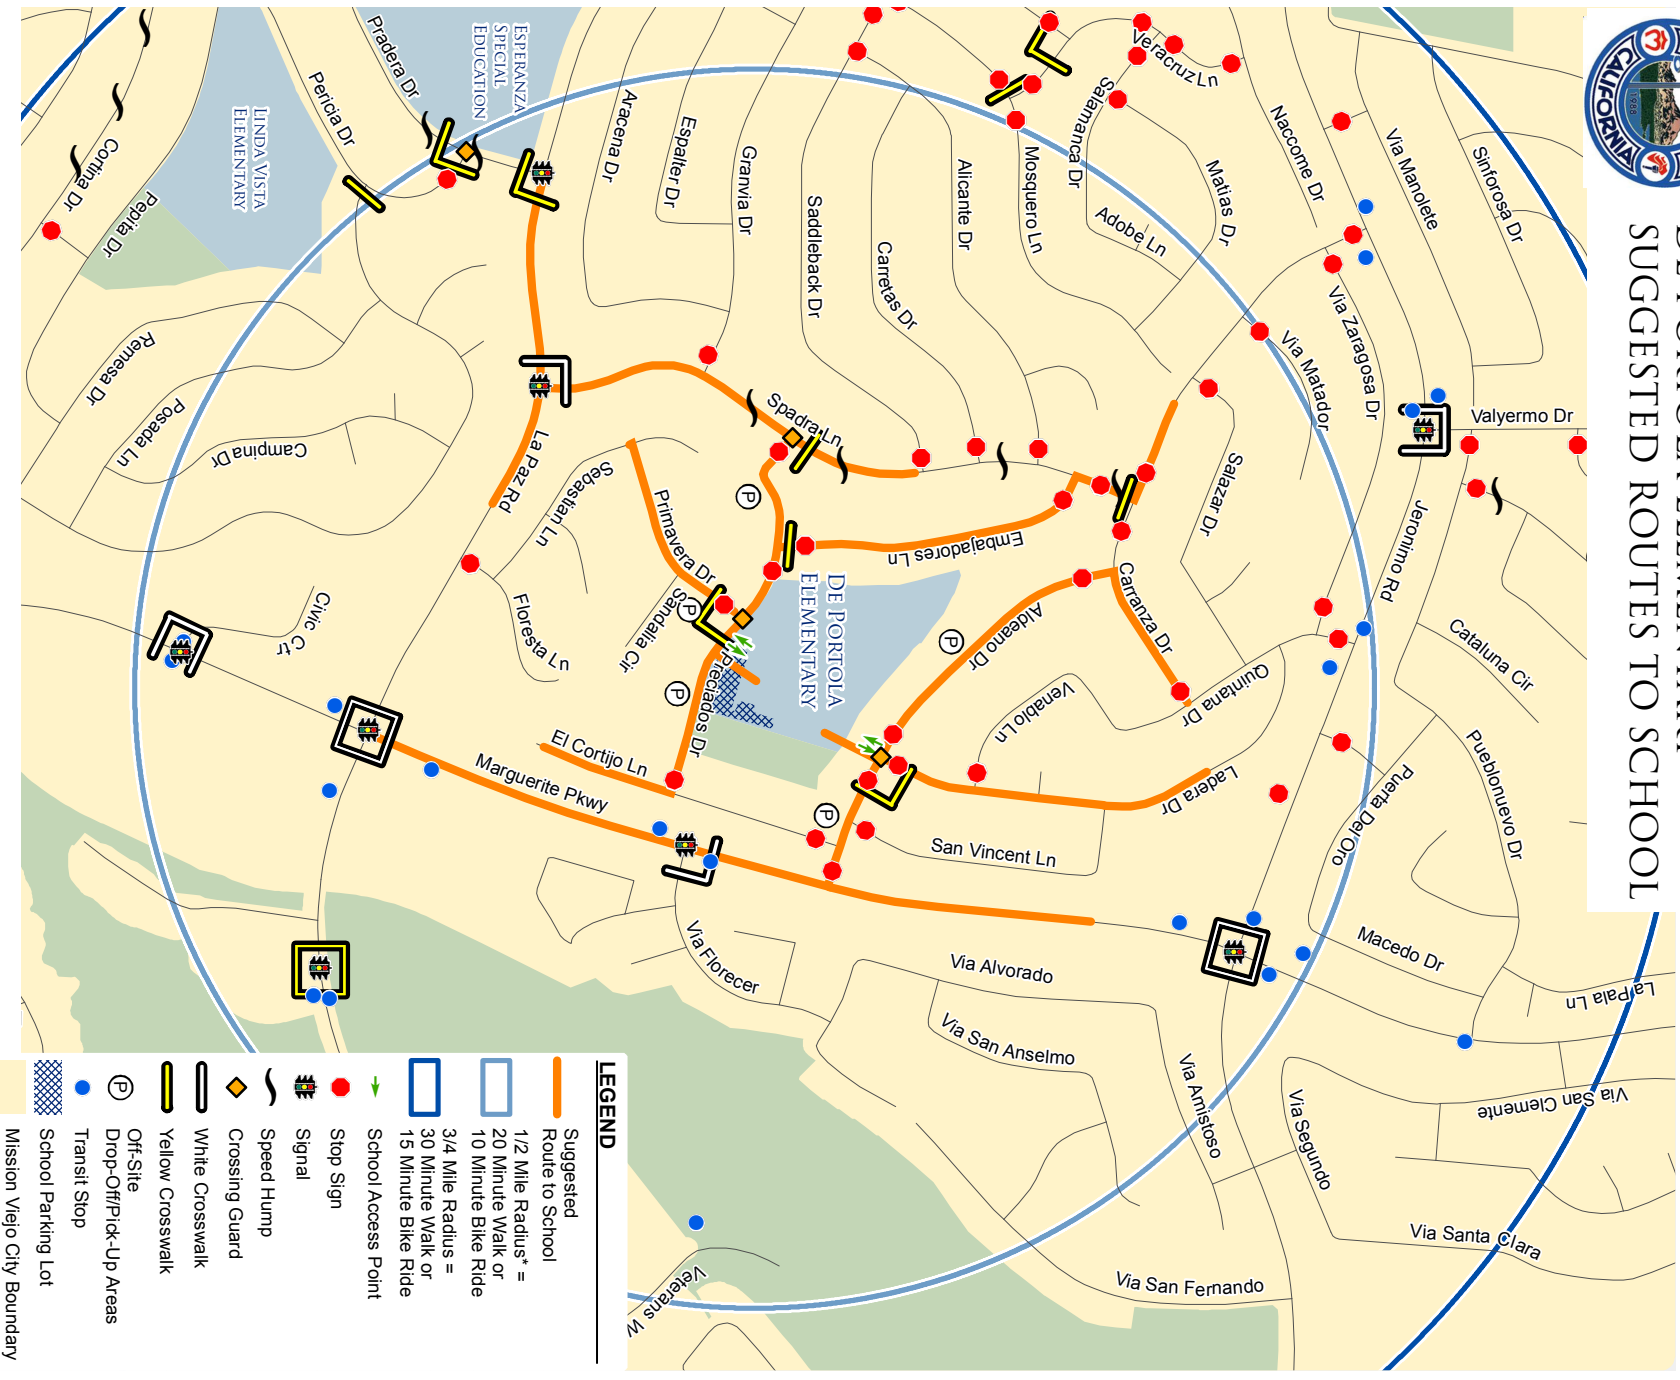 SUGGESTED ROUTES TO SCHOOL
CALIFORNIA
1988
ESPERANZA
SPECIAL
EDUCATION
LINDA VISTA
ELEMENTARY
DE PORTOLA
ELEMENTARY
Pradera Dr
Pericia Dr
Cortina Dr
Pepita Dr
Aracena Dr
Espalter Dr
Granvia Dr
Saddleback Dr
Carretas Dr
Alicante Dr
Mosquero Ln
Salamanca Dr
Veracruz Ln
Matias Dr
Adobe Ln
Naccome Dr
Via Manolete
Sinforosa Dr
Via Zaragosa Dr
Via Matador
Valyermo Dr
Remesa Dr
Posada Ln
Campina Dr
La Paz Rd
Sebastian Ln
Spadra Ln
Primavera Dr
Sandalia Cir
Floresta Ln
Civic Ctr
Embajadores Ln
Salazar Dr
Jeronimo Rd
Carranza Dr
Aldeano Dr
Venablo Ln
Quintana Dr
Cataluna Cir
Preciados Dr
El Cortijo Ln
Marguerite Pkwy
San Vincent Ln
Ladera Dr
Puerta Del Oro
Pueblonuevo Dr
Macedo Dr
La Pala Ln
Via Florecer
Via Alvorado
Via San Anselmo
Via Amistoso
Via Segundo
Via San Clemente
Via Santa Clara
Via San Fernando
Veterans W
LEGEND
Suggested
Route to School
1/2 Mile Radius* =
20 Minute Walk or
10 Minute Bike Ride
3/4 Mile Radius =
30 Minute Walk or
15 Minute Bike Ride
School Access Point
Stop Sign
Signal
Speed Hump
Crossing Guard
White Crosswalk
Yellow Crosswalk
P
Off-Site
Drop-Off/Pick-Up Areas
Transit Stop
School Parking Lot
Mission Viejo City Boundary
P
P
P
P
P